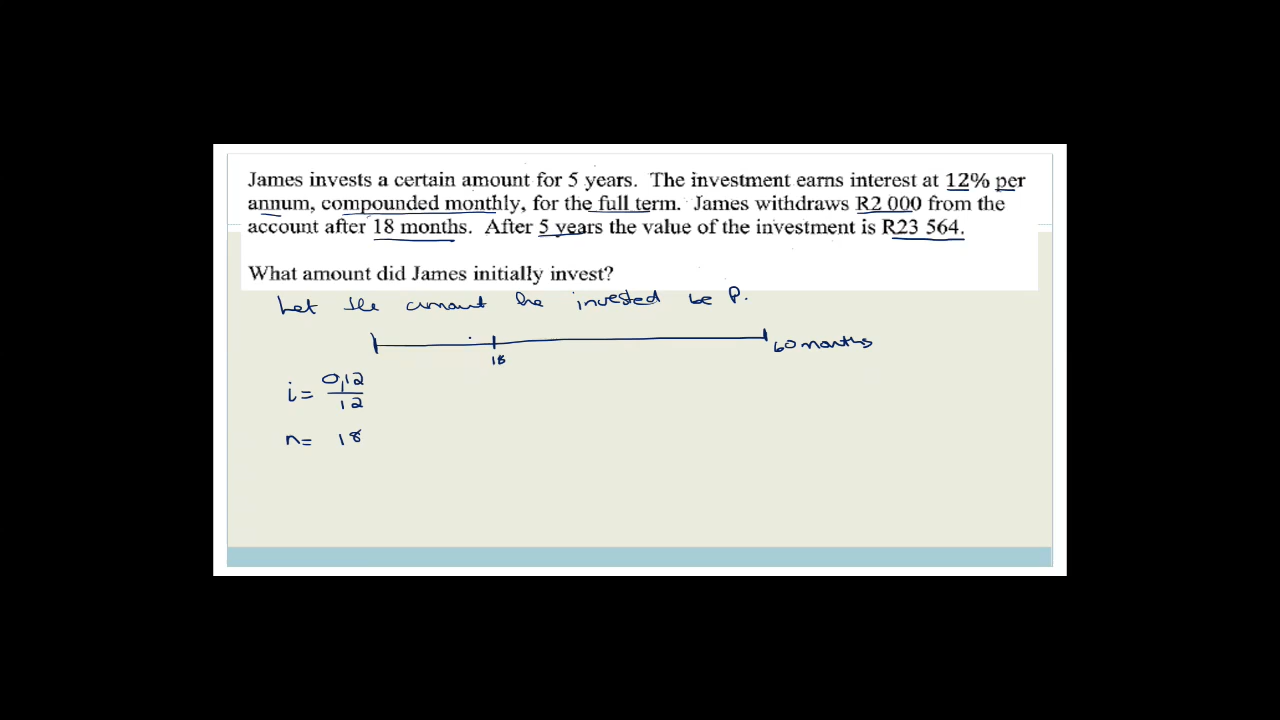 James invests a certain amount for 5 years. The investment earns interest at 12% per
annum, compounded monthly, for the full term. James withdraws R2 000 from the
account after 18 months. After 5 years the value of the investment is R23 564.
What amount did James initially invest?
Let the amount he invested be P.
18
60 months
i = 0,12
12
n = 18